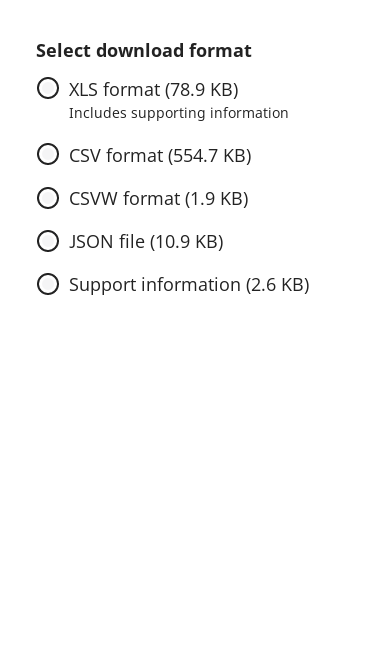 Select download format
XLS format (78.9 KB)
Includes supporting information
CSV format (554.7 KB)
CSVW format (1.9 KB)
JSON file (10.9 KB)
Support information (2.6 KB)